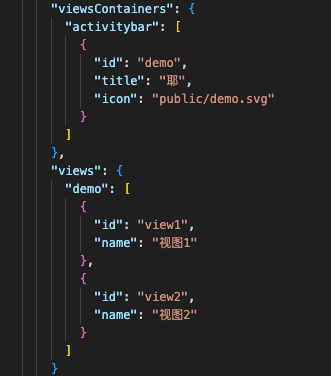 "viewsContainers": {
"activitybar": [
{
"id": "demo",
"title": "耶",
"icon": "public/demo.svg"
}
]
},
"views": {
"demo": [
{
"id": "view1",
"name": "视图1"
},
{
"id": "view2",
"name": "视图2"
}
]
}